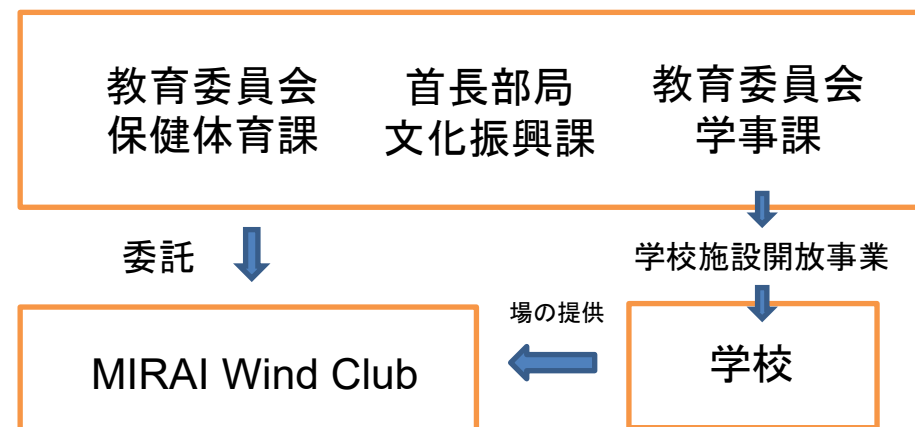 教育委員会
保健体育課
首長部局
文化振興課
教育委員会
学事課
委託
学校施設開放事業
場の提供
MIRAI Wind Club
学校